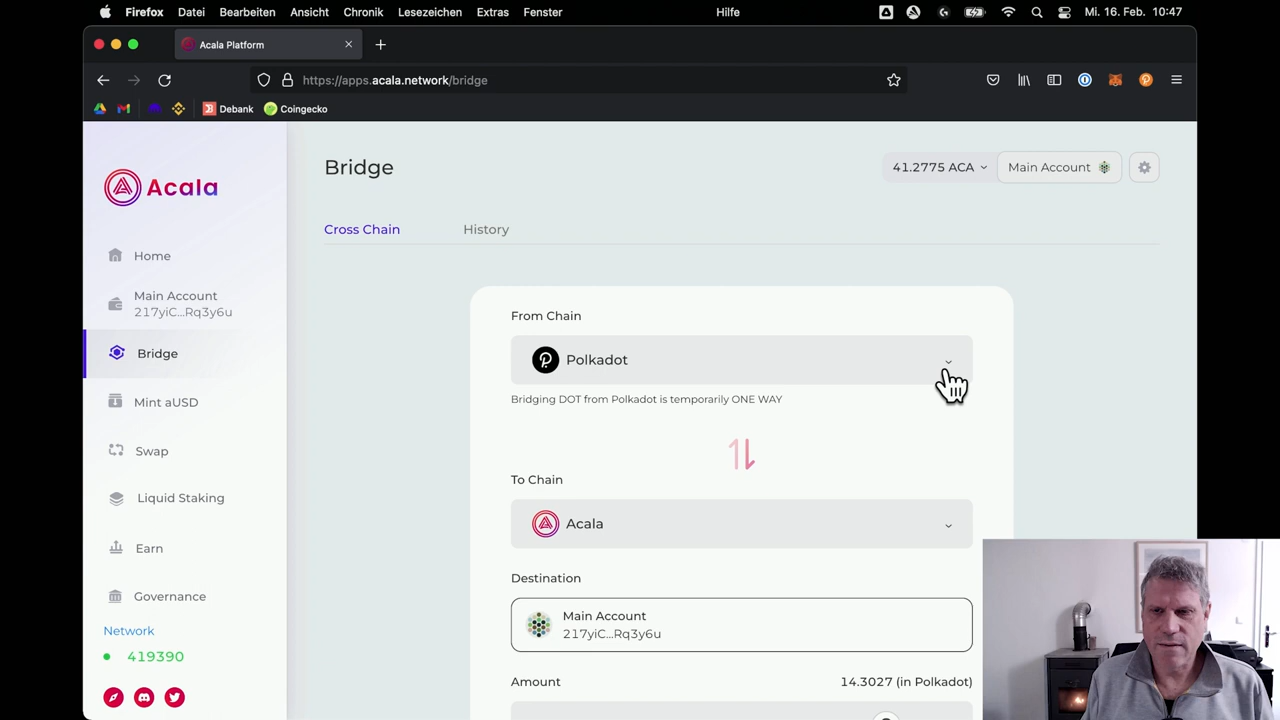 Firefox Datei Bearbeiten Ansicht Chronik Lesezeichen Extras Fenster Hilfe Mi. 16. Feb. 10:47
Acala Platform
https://apps.acala.network/bridge
Debank Coingecko
Acala
Bridge
41.2775 ACA
Main Account
Cross Chain
History
Home
Main Account
217yiC...Rq3y6u
Bridge
Mint aUSD
Swap
Liquid Staking
Earn
Governance
Network
419390
From Chain
Polkadot
Bridging DOT from Polkadot is temporarily ONE WAY
To Chain
Acala
Destination
Main Account
217yiC...Rq3y6u
Amount
14.3027 (in Polkadot)